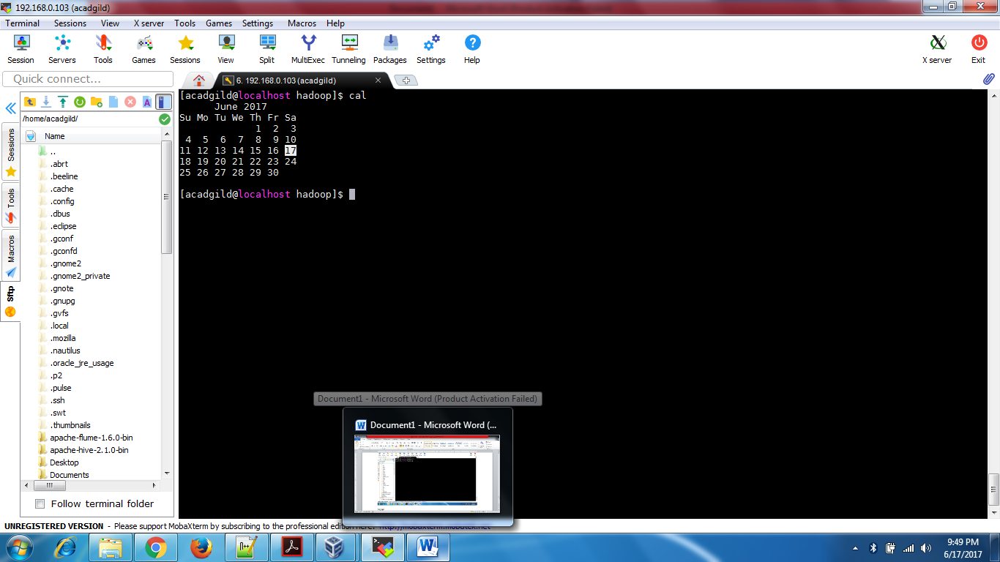 192.168.0.103 (acadgild)
Terminal Sessions View X server Tools Games Settings Macros Help
Session Servers Tools Games Sessions View Split MultiExec Tunneling Packages Settings Help X server Exit
Quick connect...
6. 192.168.0.103 (acadgild)
/home/acadgild/
Name
..
.abrt
.beeline
.cache
.config
.dbus
.eclipse
.gconf
.gconfd
.gnome2
.gnome2_private
.gnote
.gnupg
.gvfs
.local
.mozilla
.nautilus
.oracle_jre_usage
.p2
.pulse
.ssh
.swt
.thumbnails
apache-flume-1.6.0-bin
apache-hive-2.1.0-bin
Desktop
Documents
Follow terminal folder
Sessions
Tools
Macros
Sftp
[acadgild@localhost hadoop]$ cal
June 2017
Su Mo Tu We Th Fr Sa
1 2 3
4 5 6 7 8 9 10
11 12 13 14 15 16 17
18 19 20 21 22 23 24
25 26 27 28 29 30
[acadgild@localhost hadoop]$
Document1 - Microsoft Word (Product Activation Failed)
Document1 - Microsoft Word (...
UNREGISTERED VERSION - Please support MobaXterm by subscribing to the professional edition here: http://mobaxterm.mobatek.net
9:49 PM
6/17/2017